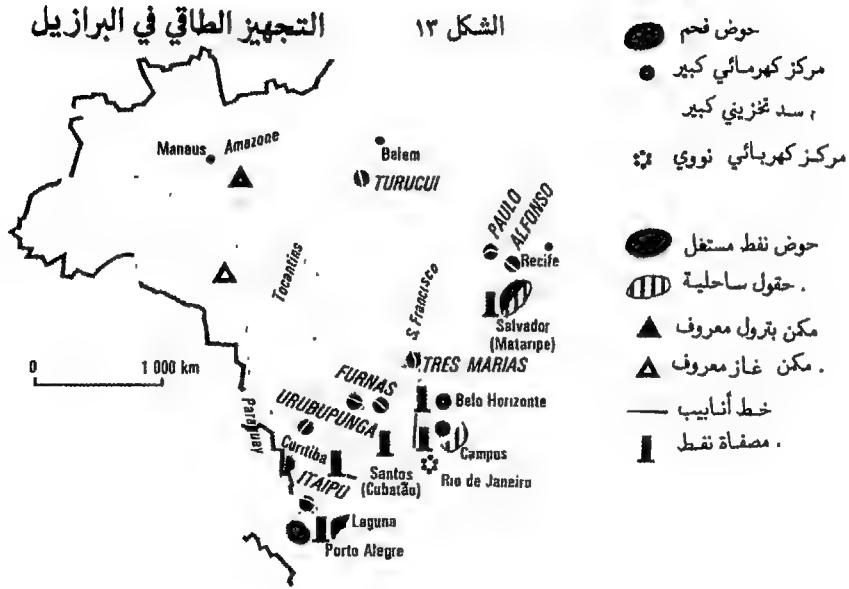 التجهيز الطاقي في البرازيل
الشكل ١٣
حوض فحم
مركز كهرمائي كبير
، سد تخزيني كبير
مركز كهربائي نووي
حوض نفط مستغل
حقول ساحلية .
مكمن بترول معروف
مكمن غاز معروف .
خط أنابيب
مصفاة نفط .
Manaus
Amazone
Balem
TURUCUI
PAULO
ALFONSO
Recife
Tocantias
S. Francisco
Salvador
(Mataripe)
0 1 000 km
TRES MARIAS
FURNAS
Belo Horizonte
URUBUPUNGA
Paraguay
Curitiba
Campos
Santos
(Cubatão)
Rio de Janeiro
ITAIPU
Laguna
Porto Alegre